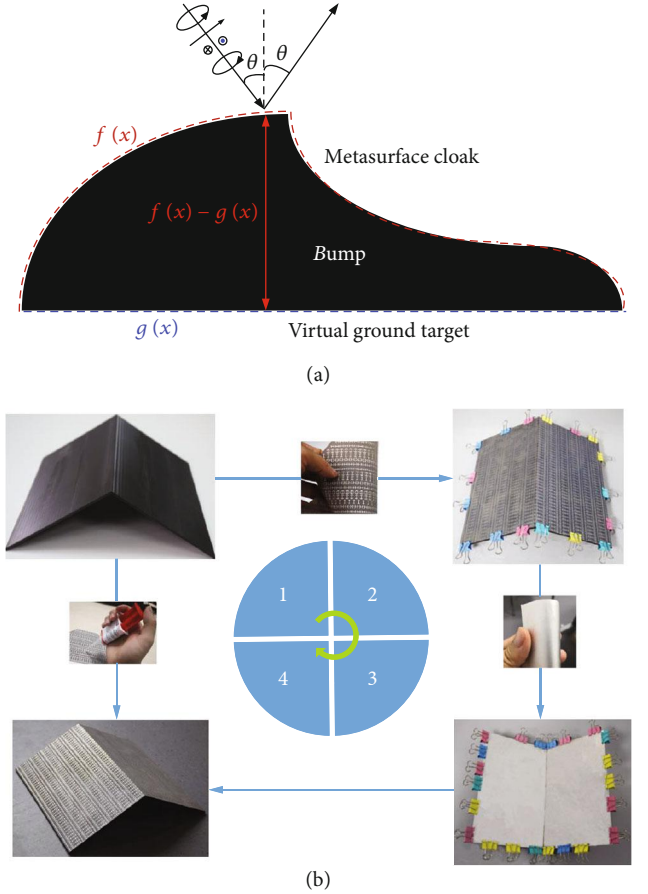 θ
θ
f (x)
Metasurface cloak
f (x) − g (x)
Bump
g (x)
Virtual ground target
(a)
1
2
4
3
(b)